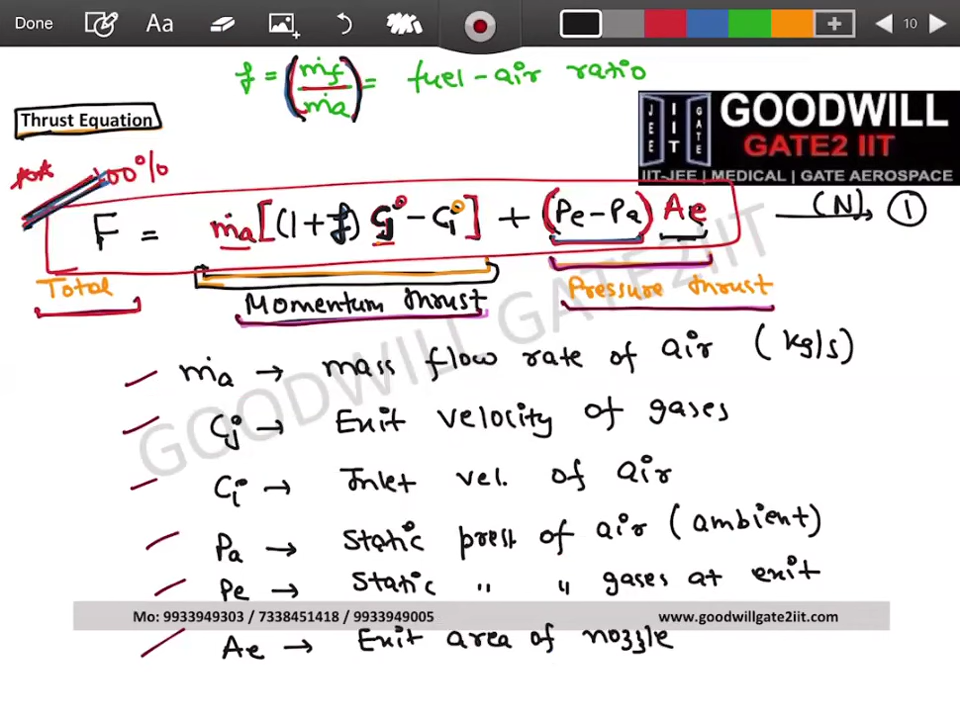 Done
Aa
10
f = (ṁf/ṁa) = fuel-air ratio
Thrust Equation
GOODWILL
GATE2 IIT
JEE IIT GATE
IIT-JEE | MEDICAL | GATE AEROSPACE
100%
F = ṁa[(1+f)Cj - Ci] + (Pe-Pa) Ae → (N) ①
Total
Momentum thrust
Pressure thrust
GOODWILL GATE2IIT
ṁa → mass flow rate of air (kg/s)
Cj → Exit velocity of gases
Ci → Inlet vel. of air
Pa → Static press of air (ambient)
Pe → Static " " gases at exit
Mo: 9933949303 / 7338451418 / 9933949005
www.goodwillgate2iit.com
Ae → Exit area of nozzle